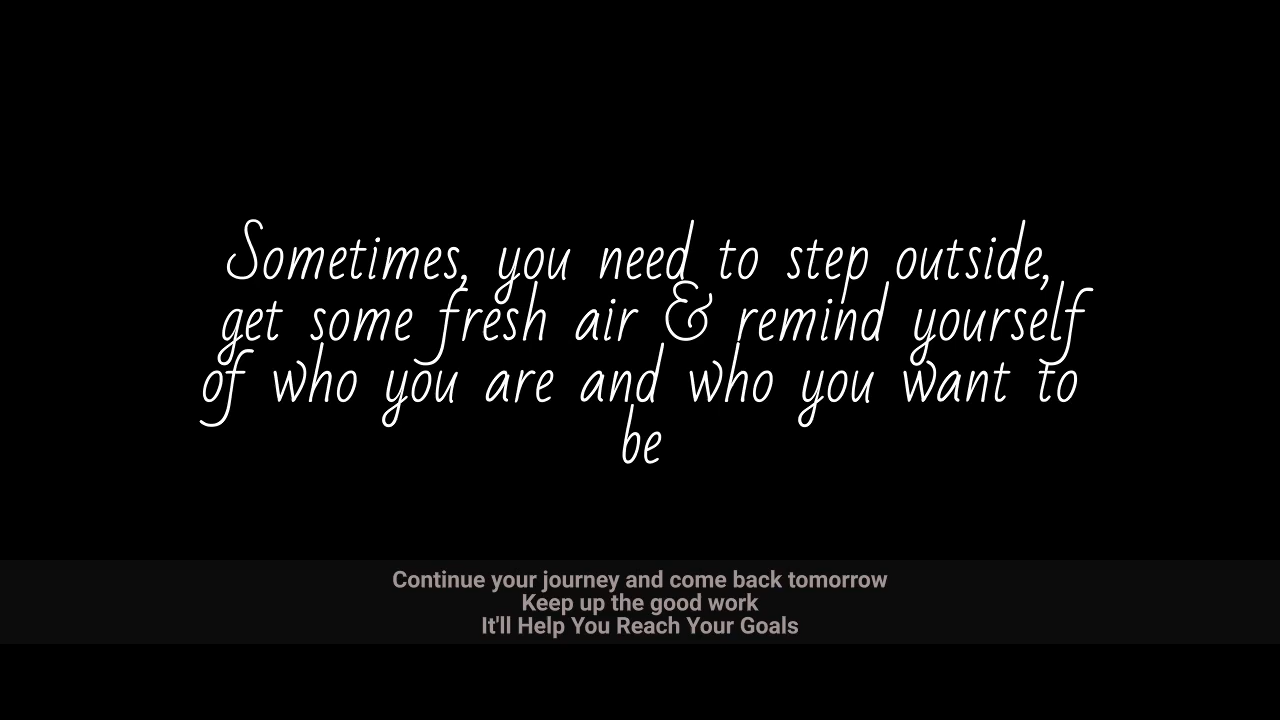 Sometimes, you need to step outside,
get some fresh air & remind yourself
of who you are and who you want to
be
Continue your journey and come back tomorrow
Keep up the good work
It'll Help You Reach Your Goals